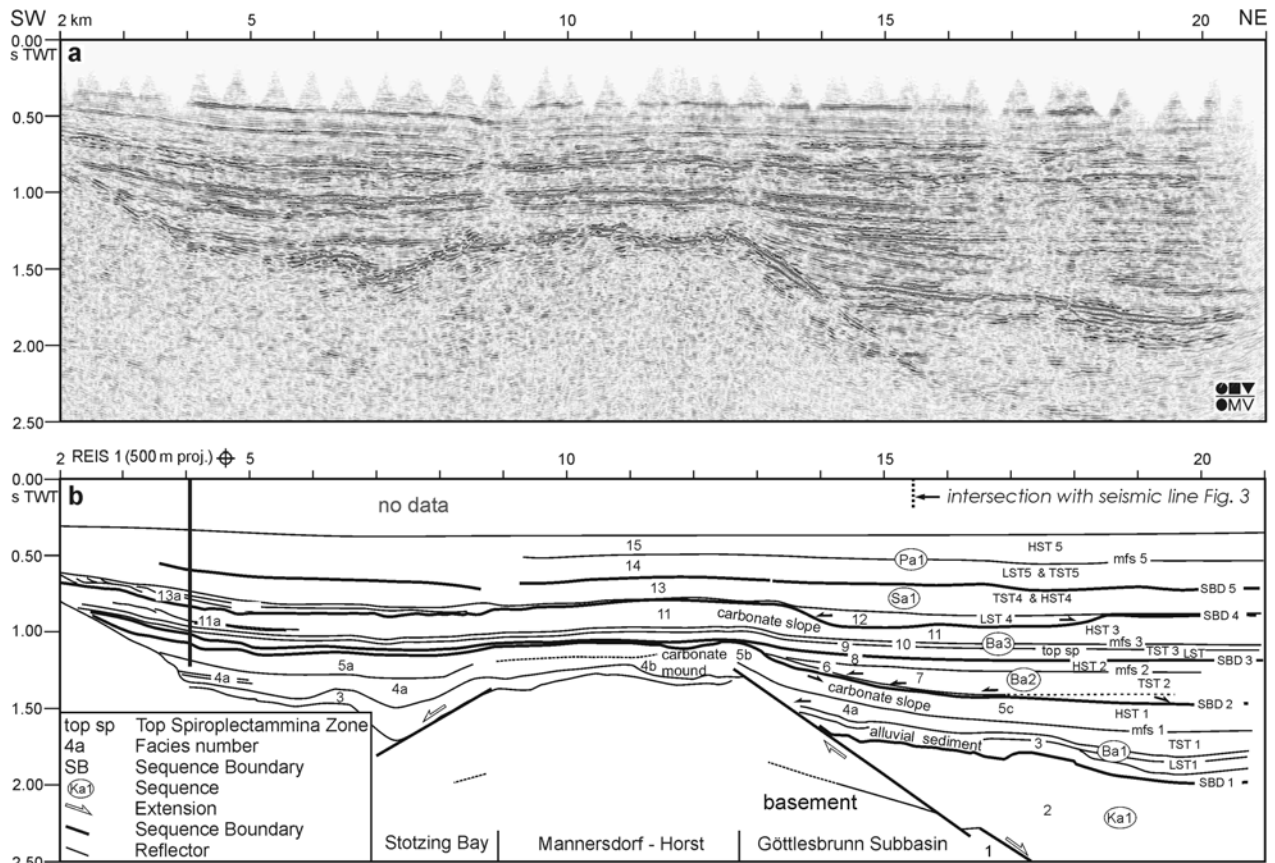 SW 2 km 5 10 15 20 NE
0.00
s TWT
a
0.50
1.00
1.50
2.00
2.50
OMV
2 REIS 1 (500 m proj.) 5 10 15 20
0.00
s TWT
b
no data
intersection with seismic line Fig. 3
15 HST 5
0.50 Pa1 mfs 5
14 LST5 & TST5
13 SBD 5
13a Sa1 TST4 & HST4
11 12 LST 4 SBD 4
11a carbonate slope 11 HST 3
1.00 9 10 Ba3 mfs 3
top sp TST 3 LST
5a carbonate mound 5b 8 SBD 3
6 7 HST 2 mfs 2
4a 4a 4b Ba2 TST 2
3 carbonate slope 5c SBD 2
1.50 4a HST 1
mfs 1
alluvial sediment 3 Ba1 TST 1
LST1
2.00 SBD 1
basement 2 Ka1
2.50 1
top sp Top Spiroplectammina Zone
4a Facies number
SB Sequence Boundary
Ka1 Sequence
Extension
Sequence Boundary
Reflector
Stotzing Bay Mannersdorf - Horst Göttlesbrunn Subbasin